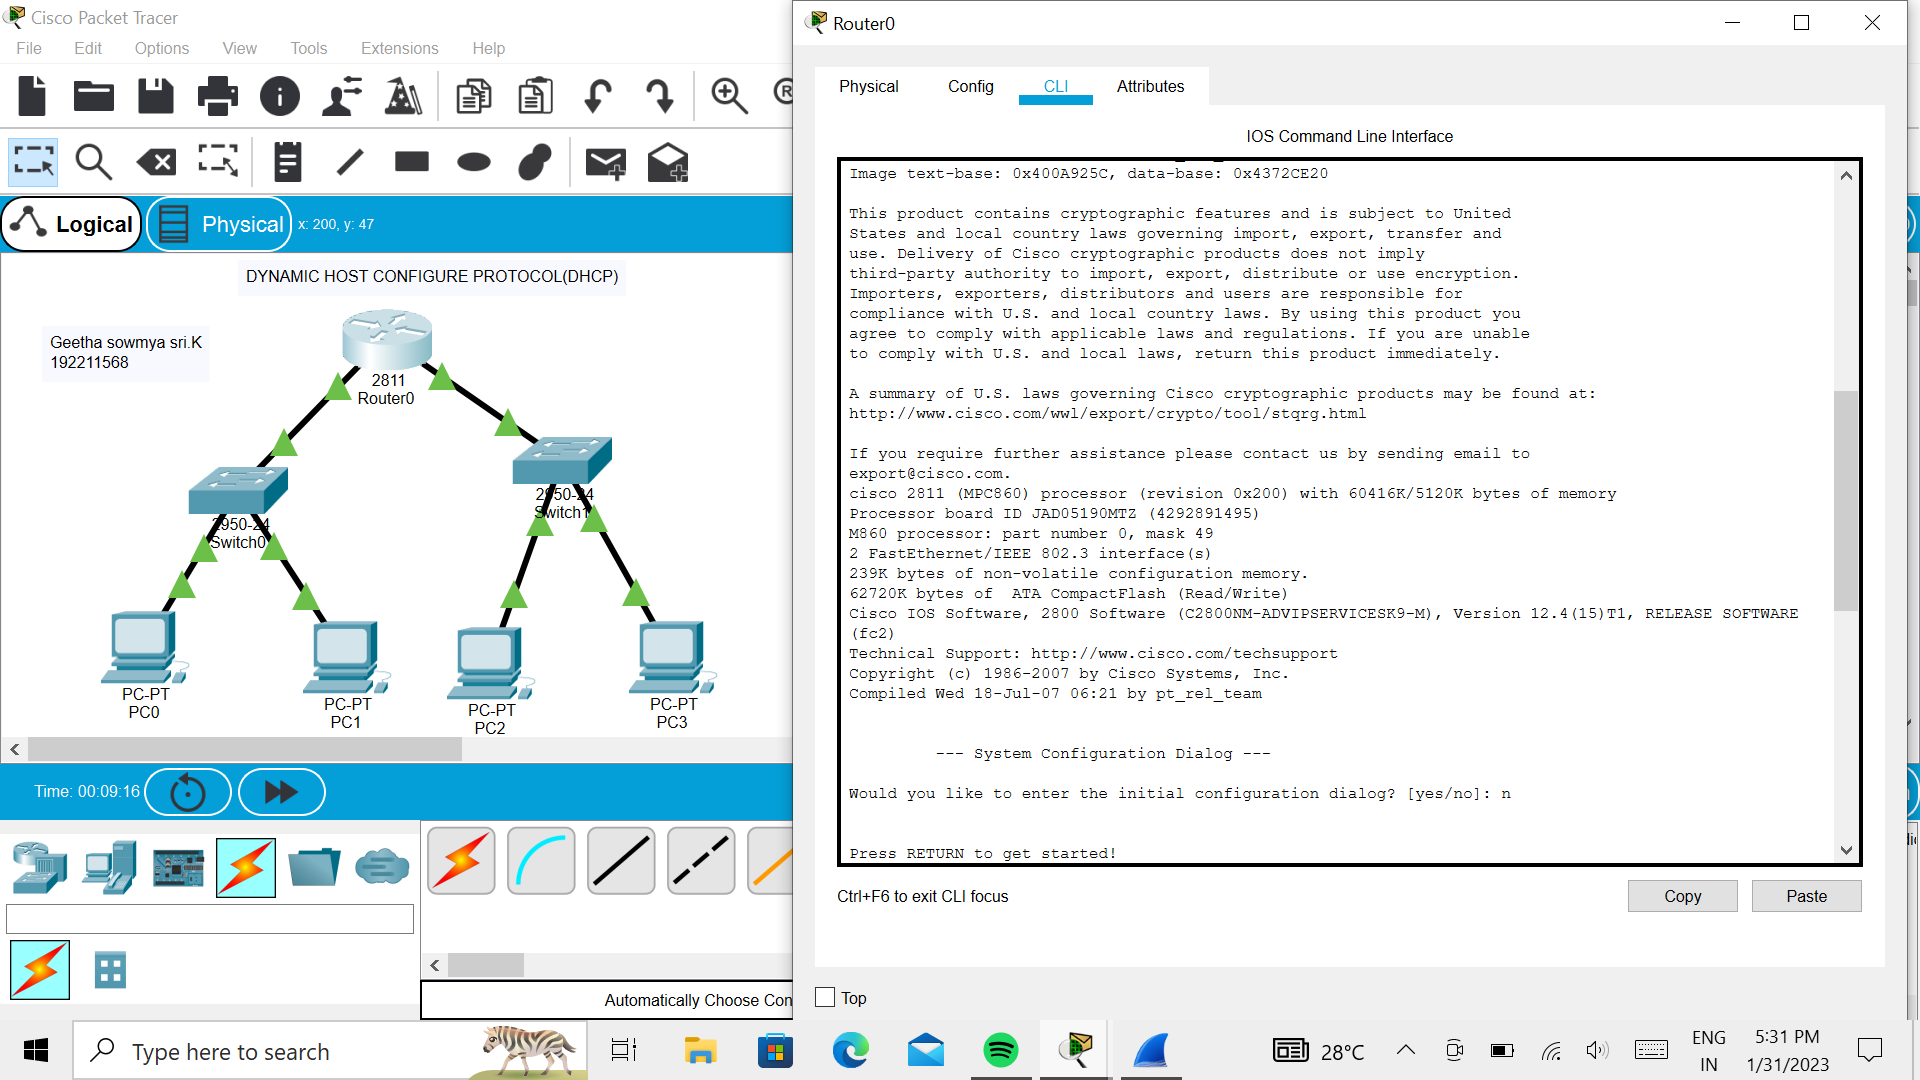 Cisco Packet Tracer
File Edit Options View Tools Extensions Help
Logical
Physical
x: 200, y: 47
DYNAMIC HOST CONFIGURE PROTOCOL(DHCP)
Geetha sowmya sri.K
192211568
2811
Router0
2950-24
Switch0
2950-24
Switch1
PC-PT
PC0
PC-PT
PC1
PC-PT
PC2
PC-PT
PC3
Time: 00:09:16
Automatically Choose Con
Router0
Physical Config CLI Attributes
IOS Command Line Interface
Image text-base: 0x400A925C, data-base: 0x4372CE20
This product contains cryptographic features and is subject to United
States and local country laws governing import, export, transfer and
use. Delivery of Cisco cryptographic products does not imply
third-party authority to import, export, distribute or use encryption.
Importers, exporters, distributors and users are responsible for
compliance with U.S. and local country laws. By using this product you
agree to comply with applicable laws and regulations. If you are unable
to comply with U.S. and local laws, return this product immediately.
A summary of U.S. laws governing Cisco cryptographic products may be found at:
http://www.cisco.com/wwl/export/crypto/tool/stqrg.html
If you require further assistance please contact us by sending email to
export@cisco.com.
cisco 2811 (MPC860) processor (revision 0x200) with 60416K/5120K bytes of memory
Processor board ID JAD05190MTZ (4292891495)
M860 processor: part number 0, mask 49
2 FastEthernet/IEEE 802.3 interface(s)
239K bytes of non-volatile configuration memory.
62720K bytes of  ATA CompactFlash (Read/Write)
Cisco IOS Software, 2800 Software (C2800NM-ADVIPSERVICESK9-M), Version 12.4(15)T1, RELEASE SOFTWARE
(fc2)
Technical Support: http://www.cisco.com/techsupport
Copyright (c) 1986-2007 by Cisco Systems, Inc.
Compiled Wed 18-Jul-07 06:21 by pt_rel_team
--- System Configuration Dialog ---
Would you like to enter the initial configuration dialog? [yes/no]: n
Press RETURN to get started!
Ctrl+F6 to exit CLI focus
Copy
Paste
Top
Type here to search
28°C
ENG
IN
5:31 PM
1/31/2023